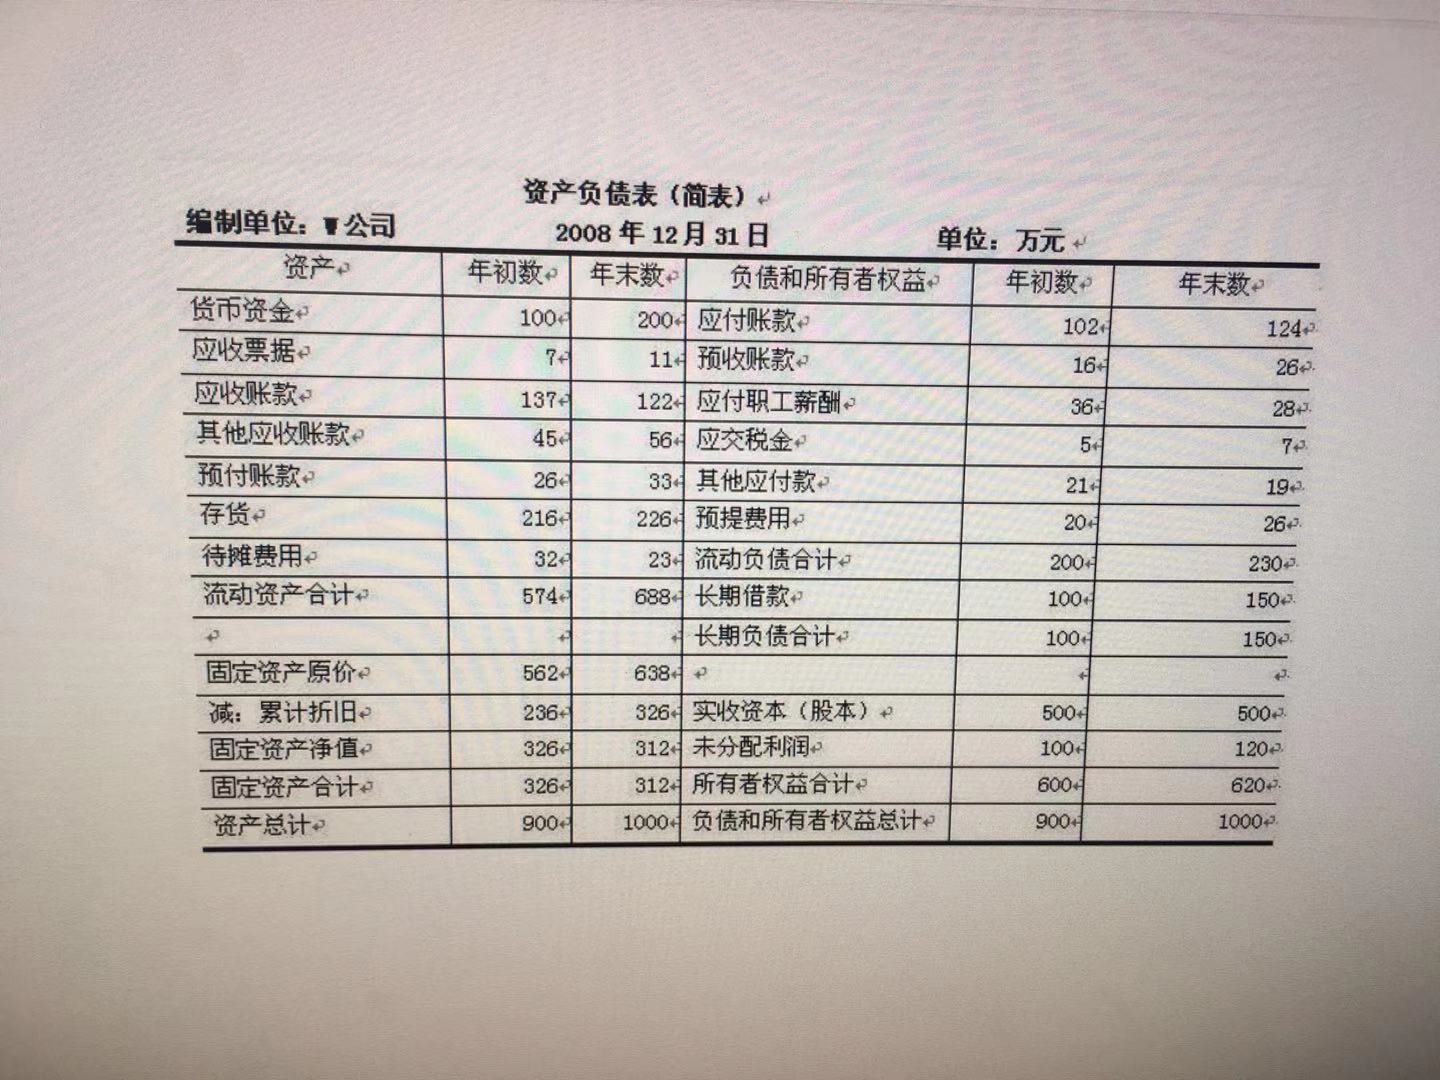 资产负债表（简表）
编制单位：W公司 2008 年 12 月 31 日 单位：万元
资产 年初数 年末数 负债和所有者权益 年初数 年末数
货币资金 100 200 应付账款 102 124
应收票据 7 11 预收账款 16 26
应收账款 137 122 应付职工薪酬 36 28
其他应收账款 45 56 应交税金 5 7
预付账款 26 33 其他应付款 21 19
存货 216 226 预提费用 20 26
待摊费用 32 23 流动负债合计 200 230
流动资产合计 574 688 长期借款 100 150
长期负债合计 100 150
固定资产原价 562 638
减：累计折旧 236 326 实收资本（股本） 500 500
固定资产净值 326 312 未分配利润 100 120
固定资产合计 326 312 所有者权益合计 600 620
资产总计 900 1000 负债和所有者权益总计 900 1000